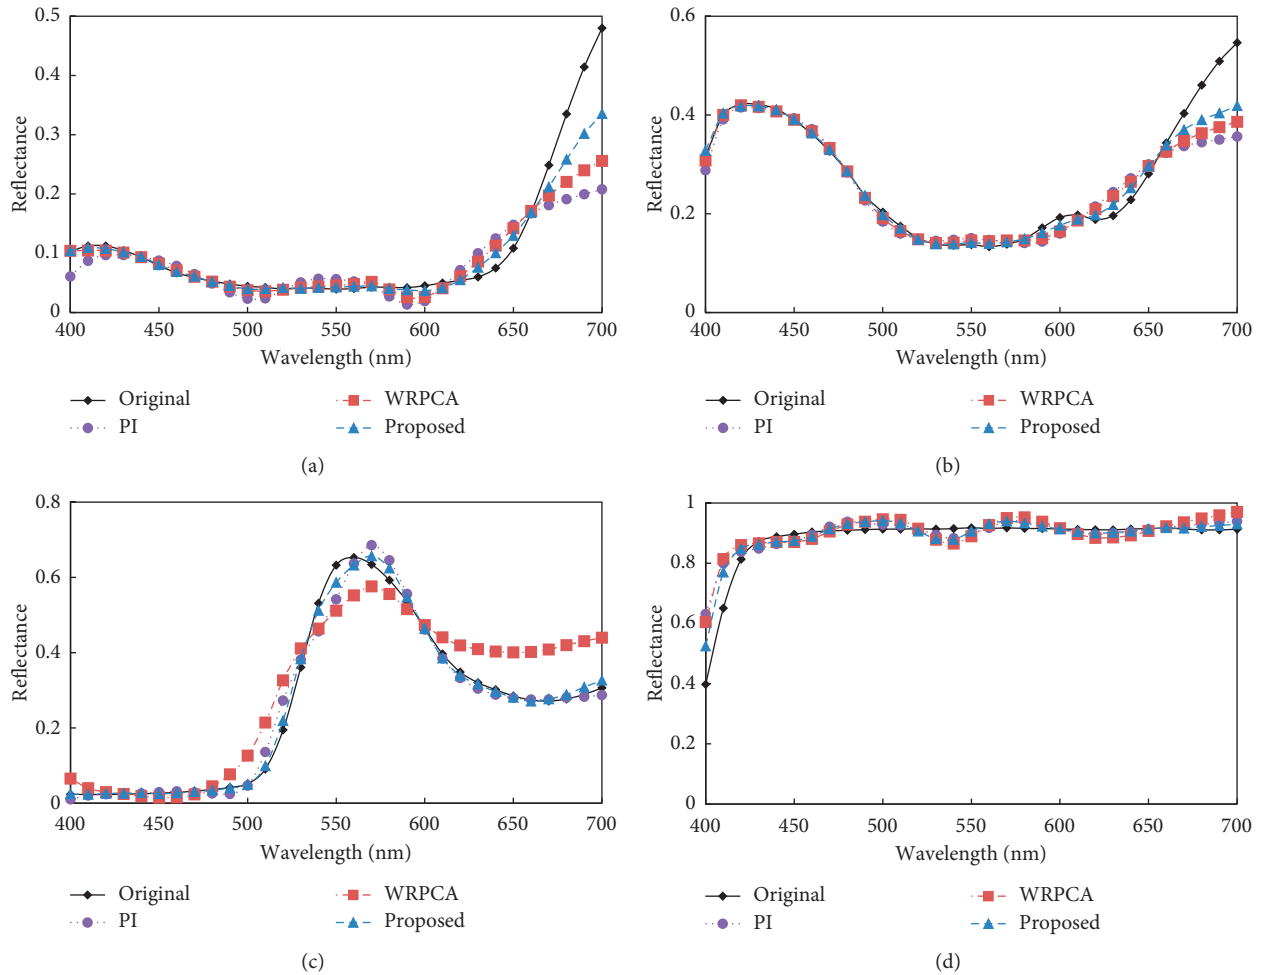 0.5
0.4
0.3
0.2
0.1
0
Reflectance
400 450 500 550 600 650 700
Wavelength (nm)
Original WRPCA
PI Proposed
(a)
0.6
0.4
0.2
0
Reflectance
400 450 500 550 600 650 700
Wavelength (nm)
Original WRPCA
PI Proposed
(b)
0.8
0.6
0.4
0.2
0
Reflectance
400 450 500 550 600 650 700
Wavelength (nm)
Original WRPCA
PI Proposed
(c)
1
0.8
0.6
0.4
0.2
0
Reflectance
400 450 500 550 600 650 700
Wavelength (nm)
Original WRPCA
PI Proposed
(d)